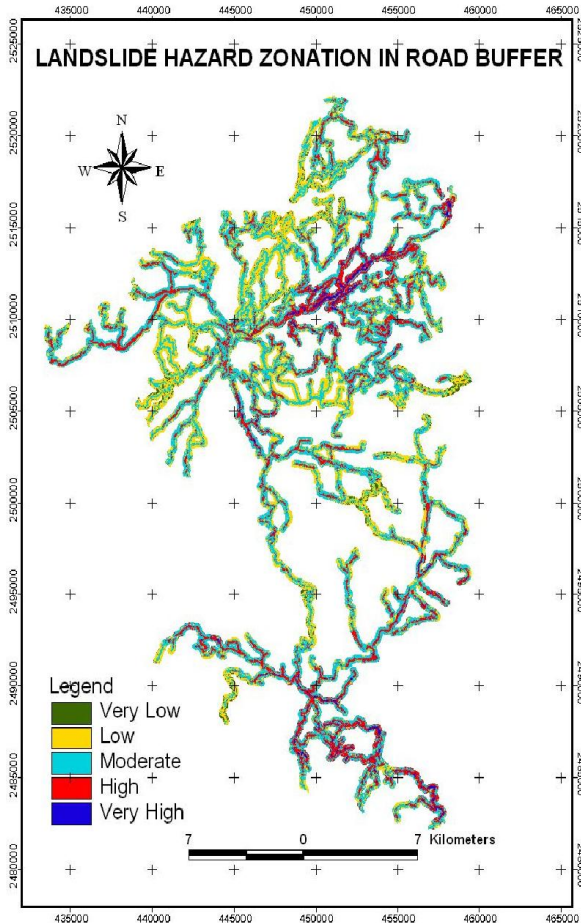 435000 440000 445000 450000 455000 460000 465000
LANDSLIDE HAZARD ZONATION IN ROAD BUFFER
N
W E
S
2525000
2520000
2515000
2510000
2505000
2500000
2495000
2490000
2485000
2480000
Legend
Very Low
Low
Moderate
High
Very High
7 0 7 Kilometers
435000 440000 445000 450000 455000 460000 465000